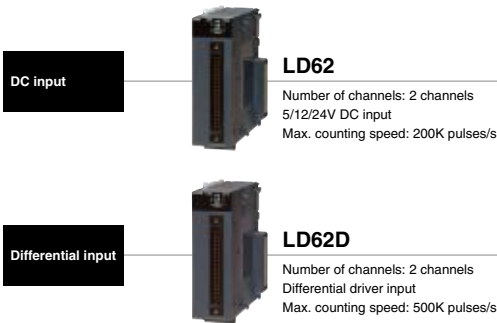 DC input
LD62
Number of channels: 2 channels
5/12/24V DC input
Max. counting speed: 200K pulses/s
Differential input
LD62D
Number of channels: 2 channels
Differential driver input
Max. counting speed: 500K pulses/s